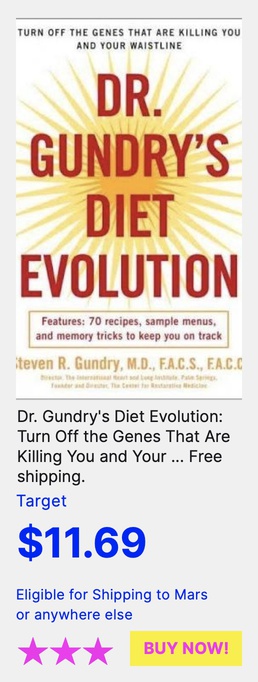 TURN OFF THE GENES THAT ARE KILLING YOU
AND YOUR WAISTLINE
DR.
GUNDRY'S
DIET
EVOLUTION
Features: 70 recipes, sample menus,
and memory tricks to keep you on track
Steven R. Gundry, M.D., F.A.C.S., F.A.C.C
Director, The International Heart and Lung Institute, Palm Springs,
Founder and Director, The Center for Restorative Medicine
Dr. Gundry's Diet Evolution:
Turn Off the Genes That Are
Killing You and Your ... Free
shipping.
Target
$11.69
Eligible for Shipping to Mars
or anywhere else
BUY NOW!